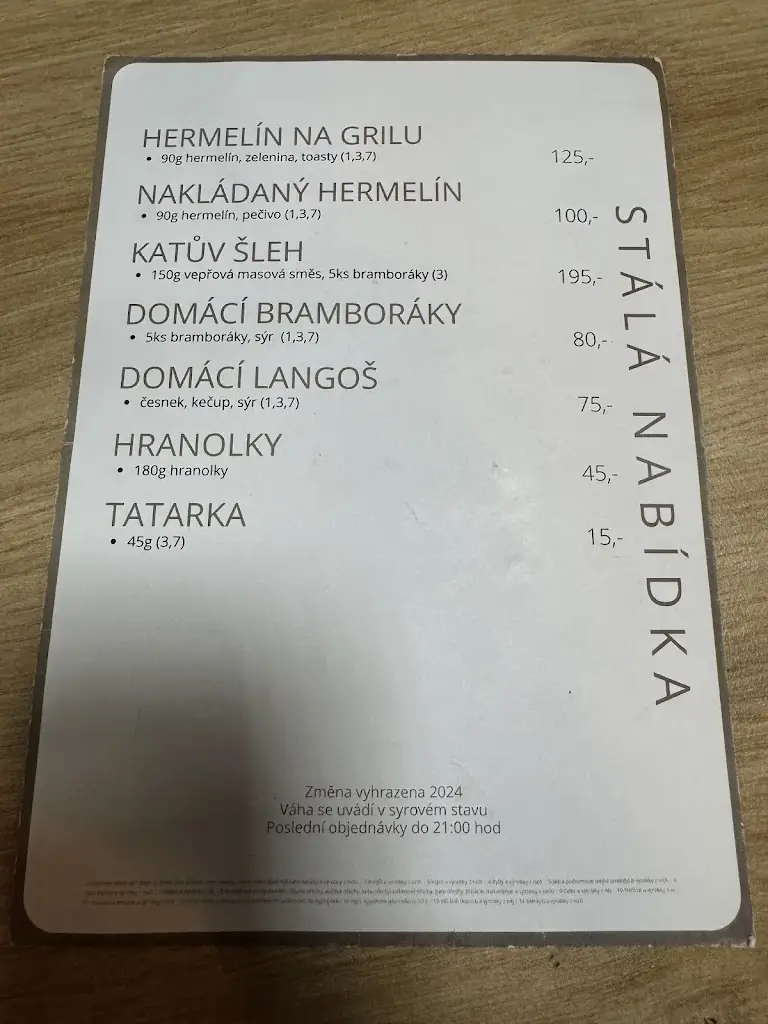 HERMELÍN NA GRILU
• 90g hermelín, zelenina, toasty (1,3,7) 125,-
NAKLÁDANÝ HERMELÍN
• 90g hermelín, pečivo (1,3,7) 100,-
KATŮV ŠLEH
• 150g vepřová masová směs, 5ks bramboráky (3) 195,-
DOMÁCÍ BRAMBORÁKY
• 5ks bramboráky, sýr (1,3,7) 80,-
DOMÁCÍ LANGOŠ
• česnek, kečup, sýr (1,3,7) 75,-
HRANOLKY
• 180g hranolky 45,-
TATARKA
• 45g (3,7) 15,-
STÁLÁ NABÍDKA
Změna vyhrazena 2024
Váha se uvádí v syrovém stavu
Poslední objednávky do 21:00 hod